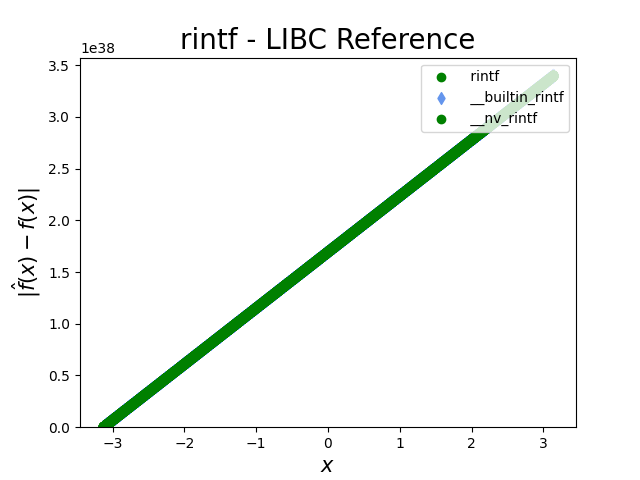 rintf - LIBC Reference
1e38
rintf
__builtin_rintf
__nv_rintf
3.5
3.0
2.5
2.0
1.5
1.0
0.5
0.0
|f̂(x) − f(x)|
−3 −2 −1 0 1 2 3
x